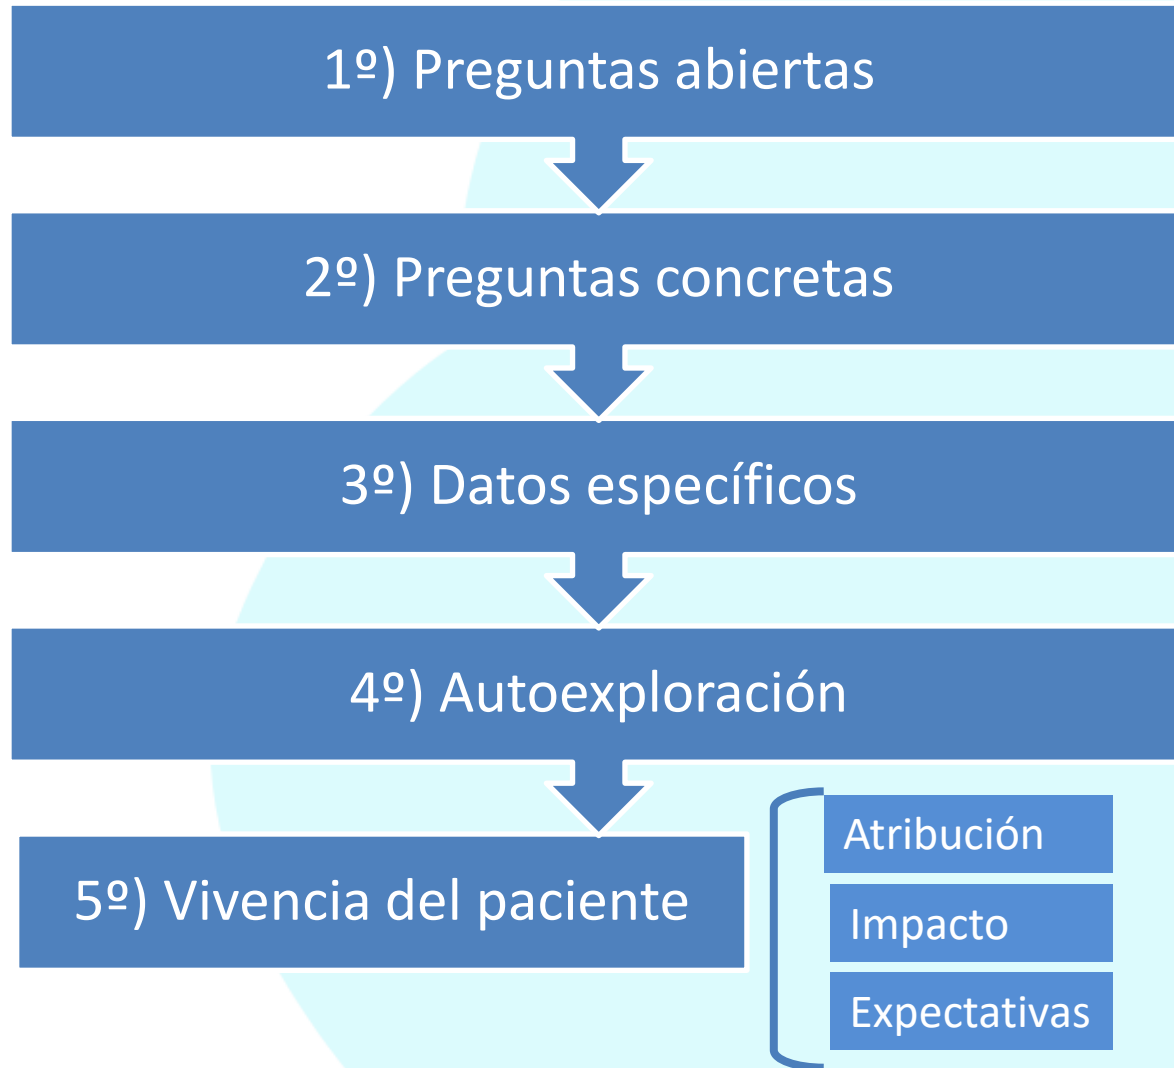 1º) Preguntas abiertas
2º) Preguntas concretas
3º) Datos específicos
4º) Autoexploración
5º) Vivencia del paciente
Atribución
Impacto
Expectativas